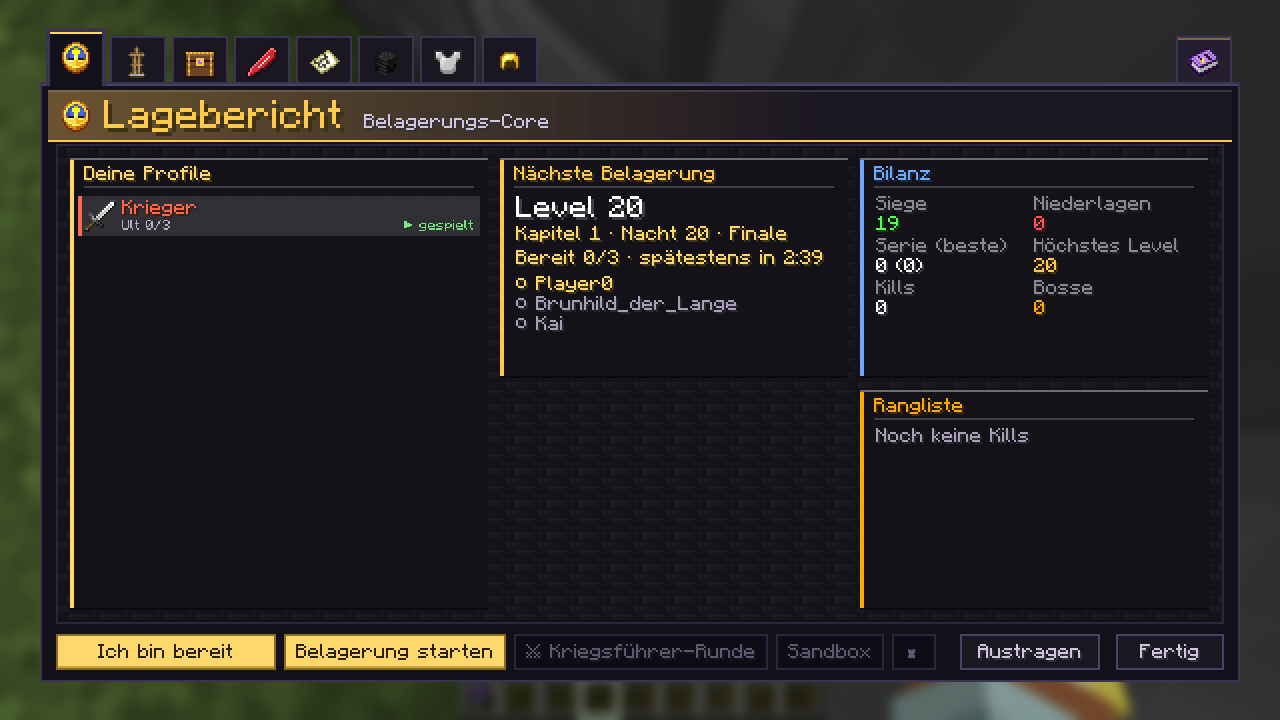 Lagebericht Belagerungs-Core
Deine Profile
Krieger
Ult 0/3
▶ gespielt
Nächste Belagerung
Level 20
Kapitel 1 · Nacht 20 · Finale
Bereit 0/3 · spätestens in 2:39
Player0
Brunhild_der_Lange
Kai
Bilanz
Siege Niederlagen
19 0
Serie (beste) Höchstes Level
0 (0) 20
Kills Bosse
0 0
Rangliste
Noch keine Kills
Ich bin bereit
Belagerung starten
⚔ Kriegsführer-Runde
Sandbox
Austragen
Fertig